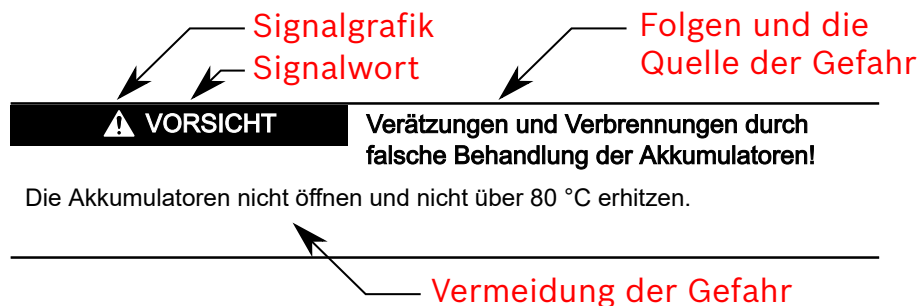 Signalgrafik
Signalwort
Folgen und die
Quelle der Gefahr
VORSICHT
Verätzungen und Verbrennungen durch
falsche Behandlung der Akkumulatoren!
Die Akkumulatoren nicht öffnen und nicht über 80 °C erhitzen.
Vermeidung der Gefahr